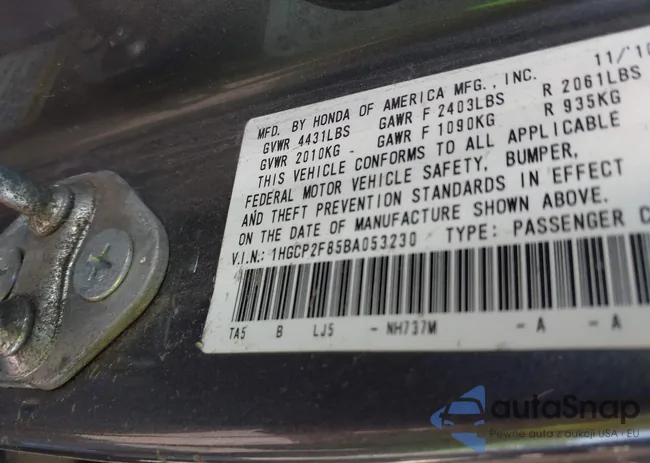 11/'10
MFD. BY HONDA OF AMERICA MFG., INC.
GVWR 4431LBS GAWR F 2403LBS R 2061LBS
GVWR 2010KG - GAWR F 1090KG R 935KG
THIS VEHICLE CONFORMS TO ALL APPLICABLE
FEDERAL MOTOR VEHICLE SAFETY, BUMPER,
AND THEFT PREVENTION STANDARDS IN EFFECT
ON THE DATE OF MANUFACTURE SHOWN ABOVE.
V.I.N.: 1HGCP2F85BA053230 TYPE: PASSENGER C
TA5 B LJ5 - NH737M - A - A
autoSnap
Pewne auta z aukcji USA i EU